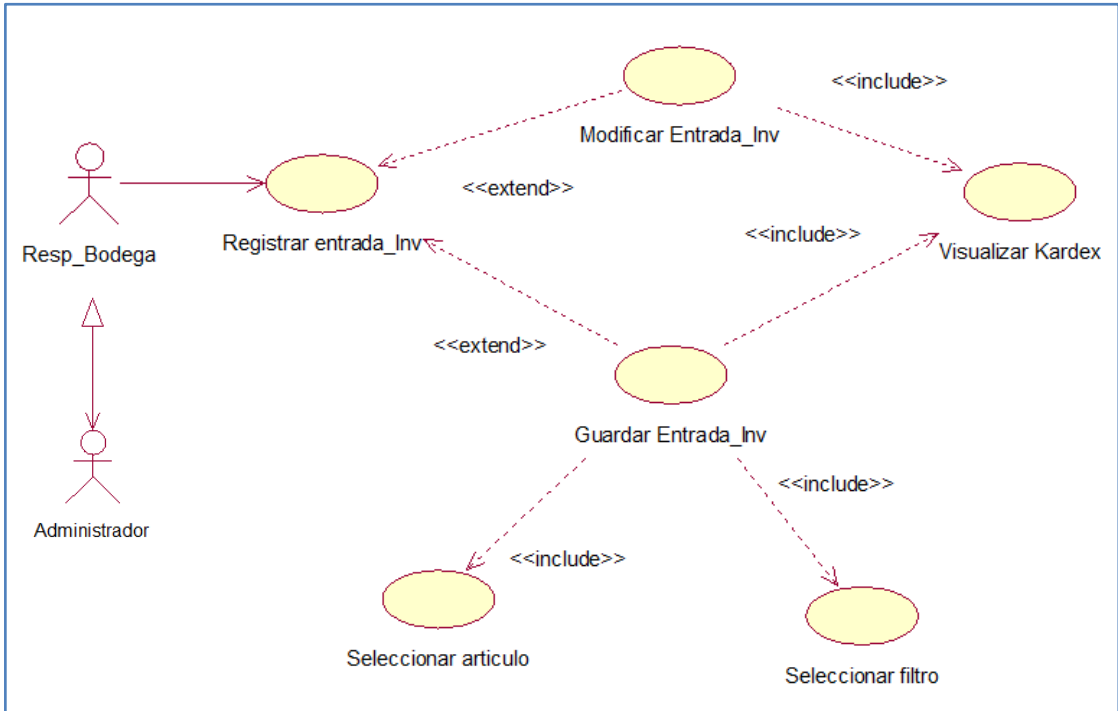 <<include>>
Modificar Entrada_Inv
<<extend>>
Registrar entrada_Inv
<<include>>
Resp_Bodega
Visualizar Kardex
<<extend>>
Guardar Entrada_Inv
<<include>>
Administrador
<<include>>
Seleccionar articulo
Seleccionar filtro